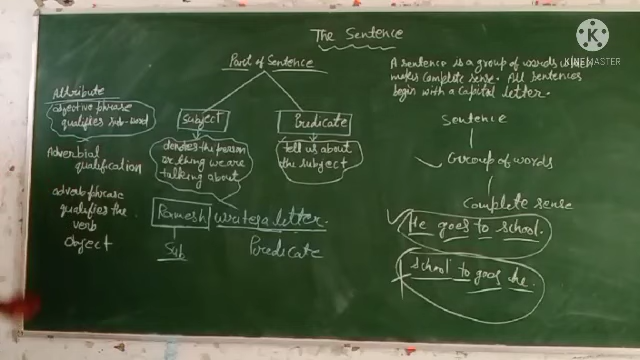 The Sentence
Part of Sentence
Subject
Predicate
denotes the person
or thing we are
talking about
tell us about
the subject
Ramesh writes a letter.
Sub
Predicate
Attribute
adjective phrase
qualifies
Adverbial
qualification
adverb phrase
qualifies the
verb
Object
A sentence is a group of words which
makes complete sense. All sentences
begin with a capital letter.
Sentence
Group of words
Complete sense
He goes to school.
School to goes he.
KINEMASTER